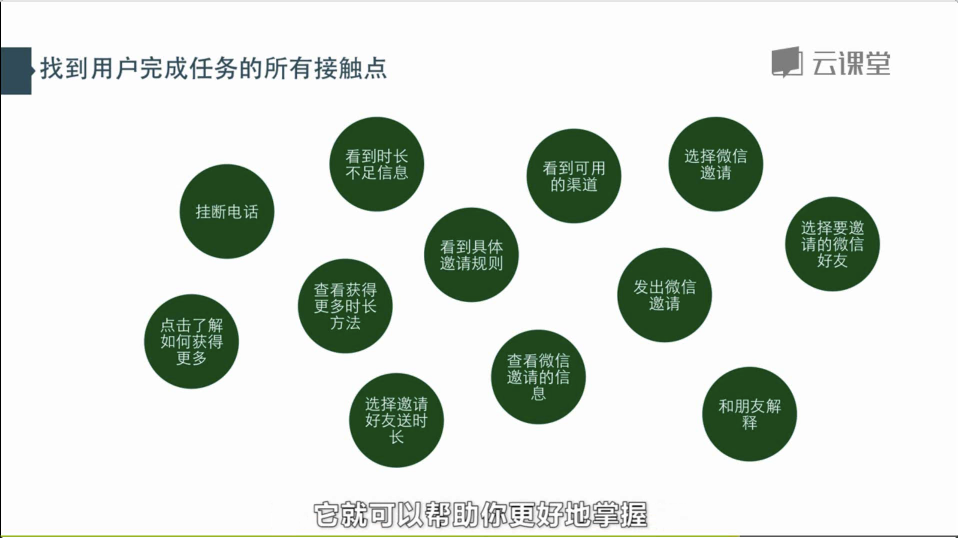 找到用户完成任务的所有接触点
云课堂
看到时长
不足信息
看到可用
的渠道
选择微信
邀请
挂断电话
看到具体
邀请规则
选择要邀
请的微信
好友
查看获得
更多时长
方法
发出微信
邀请
点击了解
如何获得
更多
查看微信
邀请的信
息
选择邀请
好友送时
长
和朋友解
释
它就可以帮助你更好地掌握